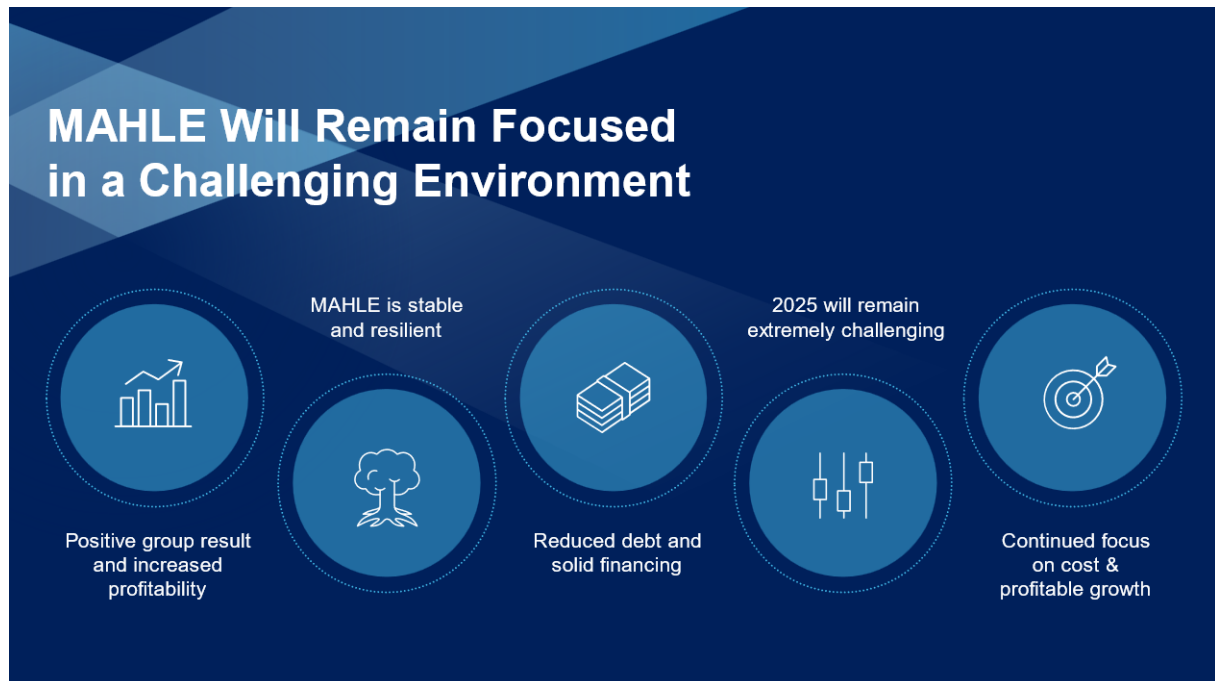 MAHLE Will Remain Focused
in a Challenging Environment
Positive group result
and increased
profitability
MAHLE is stable
and resilient
Reduced debt and
solid financing
2025 will remain
extremely challenging
Continued focus
on cost &
profitable growth